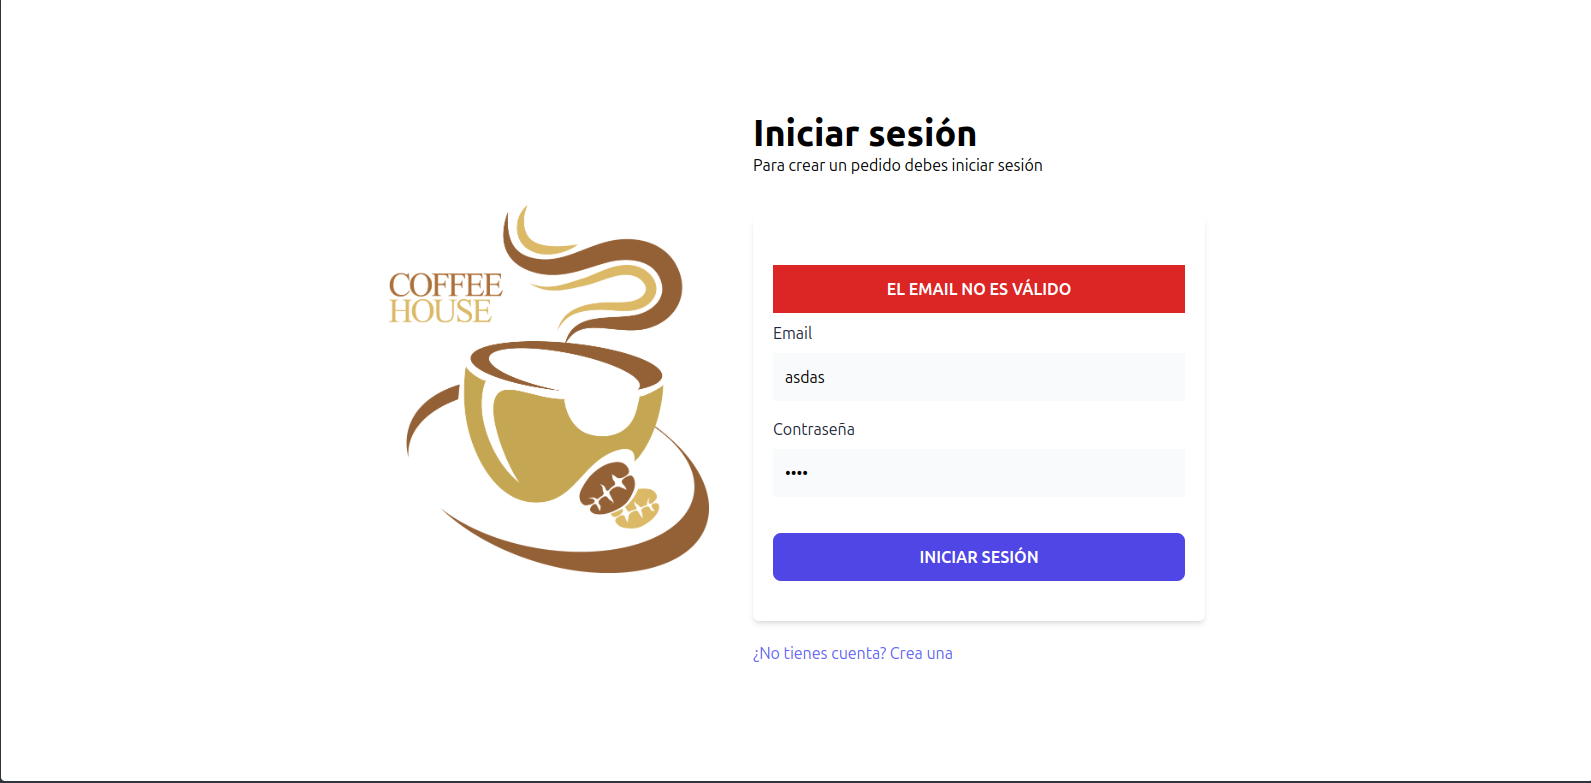 COFFEE
HOUSE
Iniciar sesión
Para crear un pedido debes iniciar sesión
EL EMAIL NO ES VÁLIDO
Email
asdas
Contraseña
••••
INICIAR SESIÓN
¿No tienes cuenta? Crea una